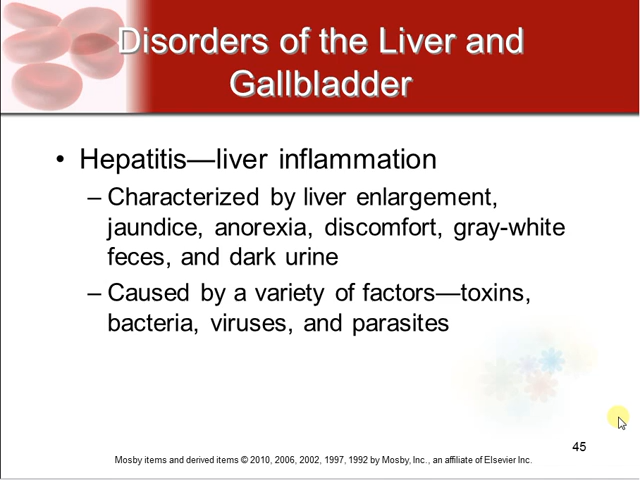 Disorders of the Liver and
Gallbladder
• Hepatitis—liver inflammation
– Characterized by liver enlargement,
jaundice, anorexia, discomfort, gray-white
feces, and dark urine
– Caused by a variety of factors—toxins,
bacteria, viruses, and parasites
45
Mosby items and derived items © 2010, 2006, 2002, 1997, 1992 by Mosby, Inc., an affiliate of Elsevier Inc.